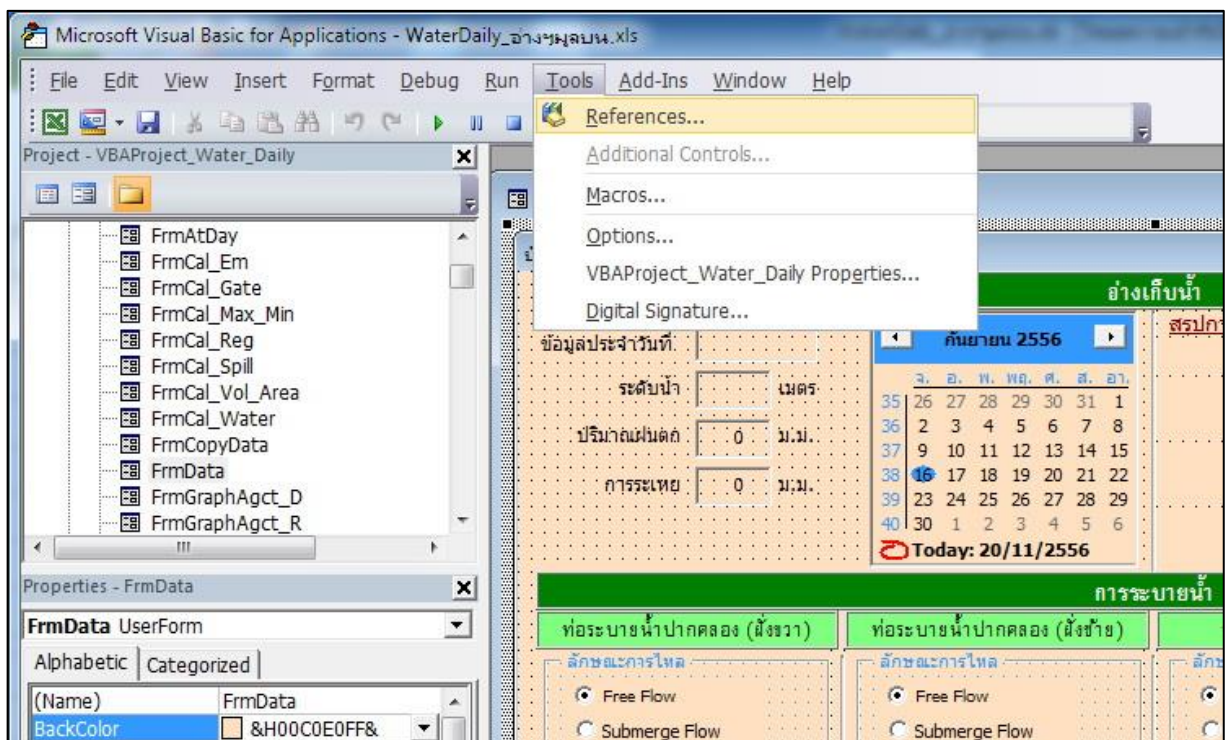 Microsoft Visual Basic for Applications - WaterDaily_อ่างฯมูลบน.xls
File Edit View Insert Format Debug Run Tools Add-Ins Window Help
References...
Additional Controls...
Macros...
Options...
VBAProject_Water_Daily Properties...
Digital Signature...
Project - VBAProject_Water_Daily
FrmAtDay
FrmCal_Em
FrmCal_Gate
FrmCal_Max_Min
FrmCal_Reg
FrmCal_Spill
FrmCal_Vol_Area
FrmCal_Water
FrmCopyData
FrmData
FrmGraphAgct_D
FrmGraphAgct_R
Properties - FrmData
FrmData UserForm
Alphabetic Categorized
(Name) FrmData
BackColor &H00C0E0FF&
อ่างเก็บน้ำ
ข้อมูลประจำวันที่
ระดับน้ำ เมตร
ปริมาณฝนตก 0 ม.ม.
การระเหย 0 ม.ม.
กันยายน 2556
จ. อ. พ. พฤ. ศ. ส. อา.
35 26 27 28 29 30 31 1
36 2 3 4 5 6 7 8
37 9 10 11 12 13 14 15
38 16 17 18 19 20 21 22
39 23 24 25 26 27 28 29
40 30 1 2 3 4 5 6
Today: 20/11/2556
การระบายน้ำ
ท่อระบายน้ำปากคลอง (ฝั่งขวา)
ลักษณะการไหล
Free Flow
Submerge Flow
ท่อระบายน้ำปากคลอง (ฝั่งซ้าย)
ลักษณะการไหล
Free Flow
Submerge Flow